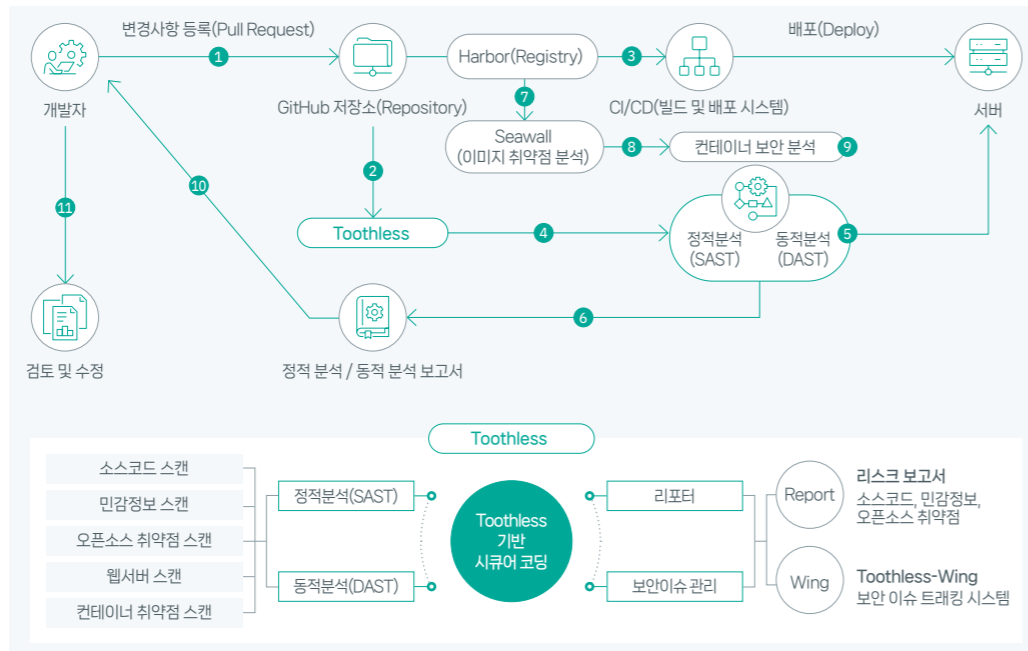 변경사항 등록(Pull Request)
1
개발자
GitHub 저장소(Repository)
Harbor(Registry)
3
CI/CD(빌드 및 배포 시스템)
배포(Deploy)
서버
7
Seawall
(이미지 취약점 분석)
8
컨테이너 보안 분석
9
2
Toothless
4
정적분석
(SAST)
동적분석
(DAST)
5
10
11
6
검토 및 수정
정적 분석 / 동적 분석 보고서
Toothless
소스코드 스캔
민감정보 스캔
오픈소스 취약점 스캔
웹서버 스캔
컨테이너 취약점 스캔
정적분석(SAST)
동적분석(DAST)
Toothless
기반
시큐어 코딩
리포터
보안이슈 관리
Report
리스크 보고서
소스코드, 민감정보,
오픈소스 취약점
Wing
Toothless-Wing
보안 이슈 트래킹 시스템